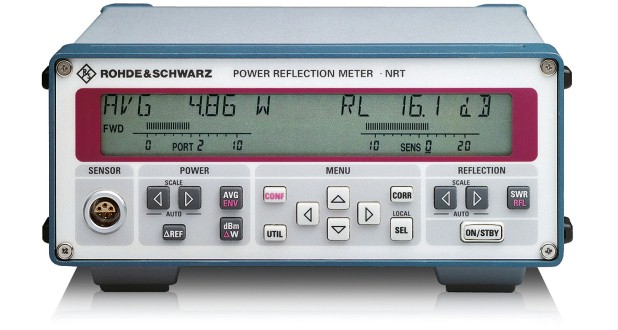 ROHDE&SCHWARZ POWER REFLECTION METER · NRT
AVG 4.86 W RL 16.1 dB
FWD
0 PORT 2 10 10 SENS 0 20
SENSOR POWER MENU REFLECTION
SCALE SCALE
AVG ENV CONF CORR SWR RFL
AUTO LOCAL AUTO
ΔREF dBm ΔW UTIL SEL ON/STBY